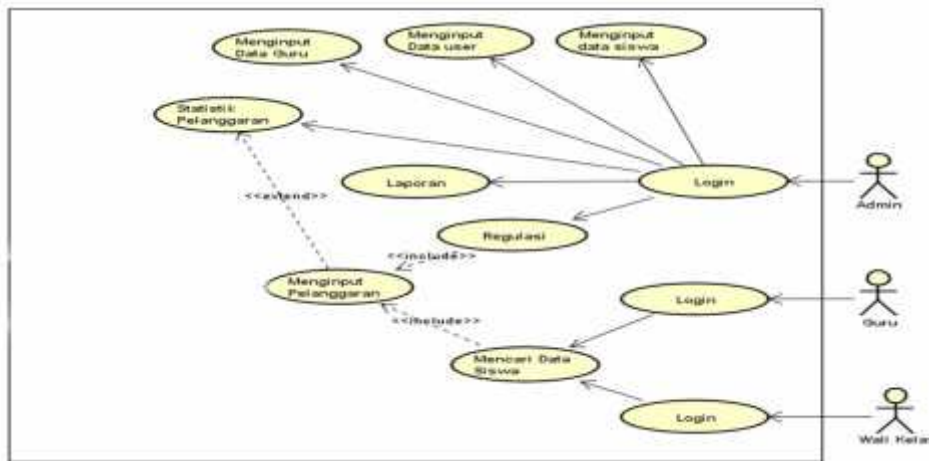 Menginput
Data Guru
Menginput
Data user
Menginput
data siswa
Statistik
Pelanggaran
Laporan
Login
Admin
<<extend>>
Regulasi
<<include>>
Menginput
Pelanggaran
Login
Guru
<<include>>
Mencari Data
Siswa
Login
Wali Kelas